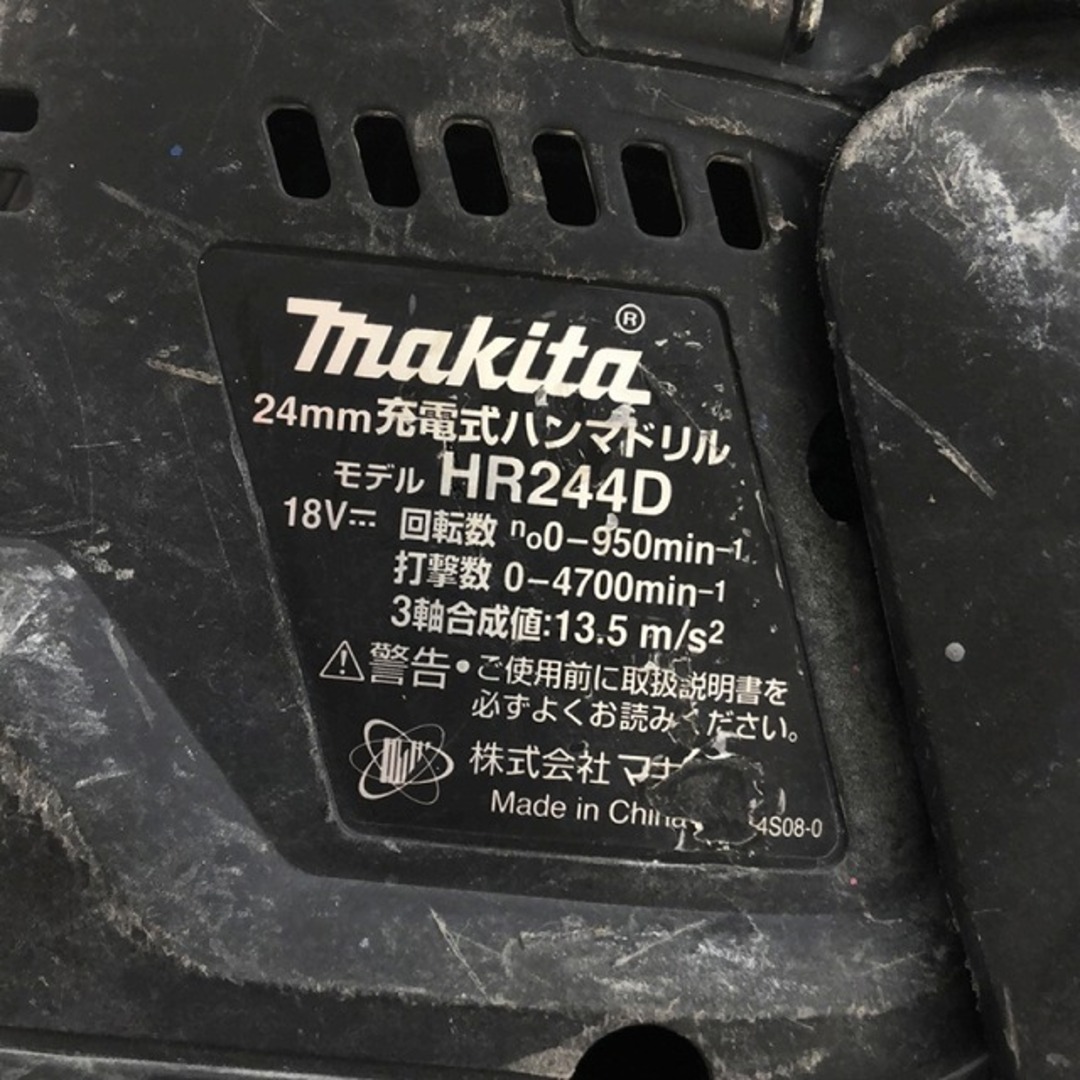 makita®
24mm充電式ハンマドリル
モデル HR244D
18V⎓ 回転数 n₀0−950min⁻¹
打撃数 0−4700min⁻¹
3軸合成値:13.5 m/s²
⚠警告・ご使用前に取扱説明書を
必ずよくお読みください。
株式会社
Made in China
4S08-0